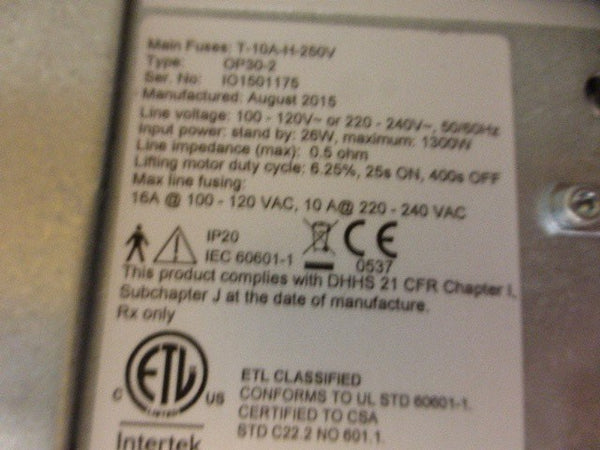 Main Fuses: T-10A-H-250V
Type: OP30-2
Ser. No: IO1501175
Manufactured: August 2015
Line voltage: 100 - 120V~ or 220 - 240V~, 50/60Hz
Input power: stand by: 26W, maximum: 1300W
Line impedance (max): 0.5 ohm
Lifting motor duty cycle: 6.25%, 25s ON, 400s OFF
Max line fusing:
16A @ 100 - 120 VAC, 10 A@ 220 - 240 VAC
IP20
IEC 60601-1
CE
0537
This product complies with DHHS 21 CFR Chapter I,
Subchapter J at the date of manufacture.
Rx only
ETL
LISTED
C US
Intertek
ETL CLASSIFIED
CONFORMS TO UL STD 60601-1.
CERTIFIED TO CSA
STD C22.2 NO 601.1.